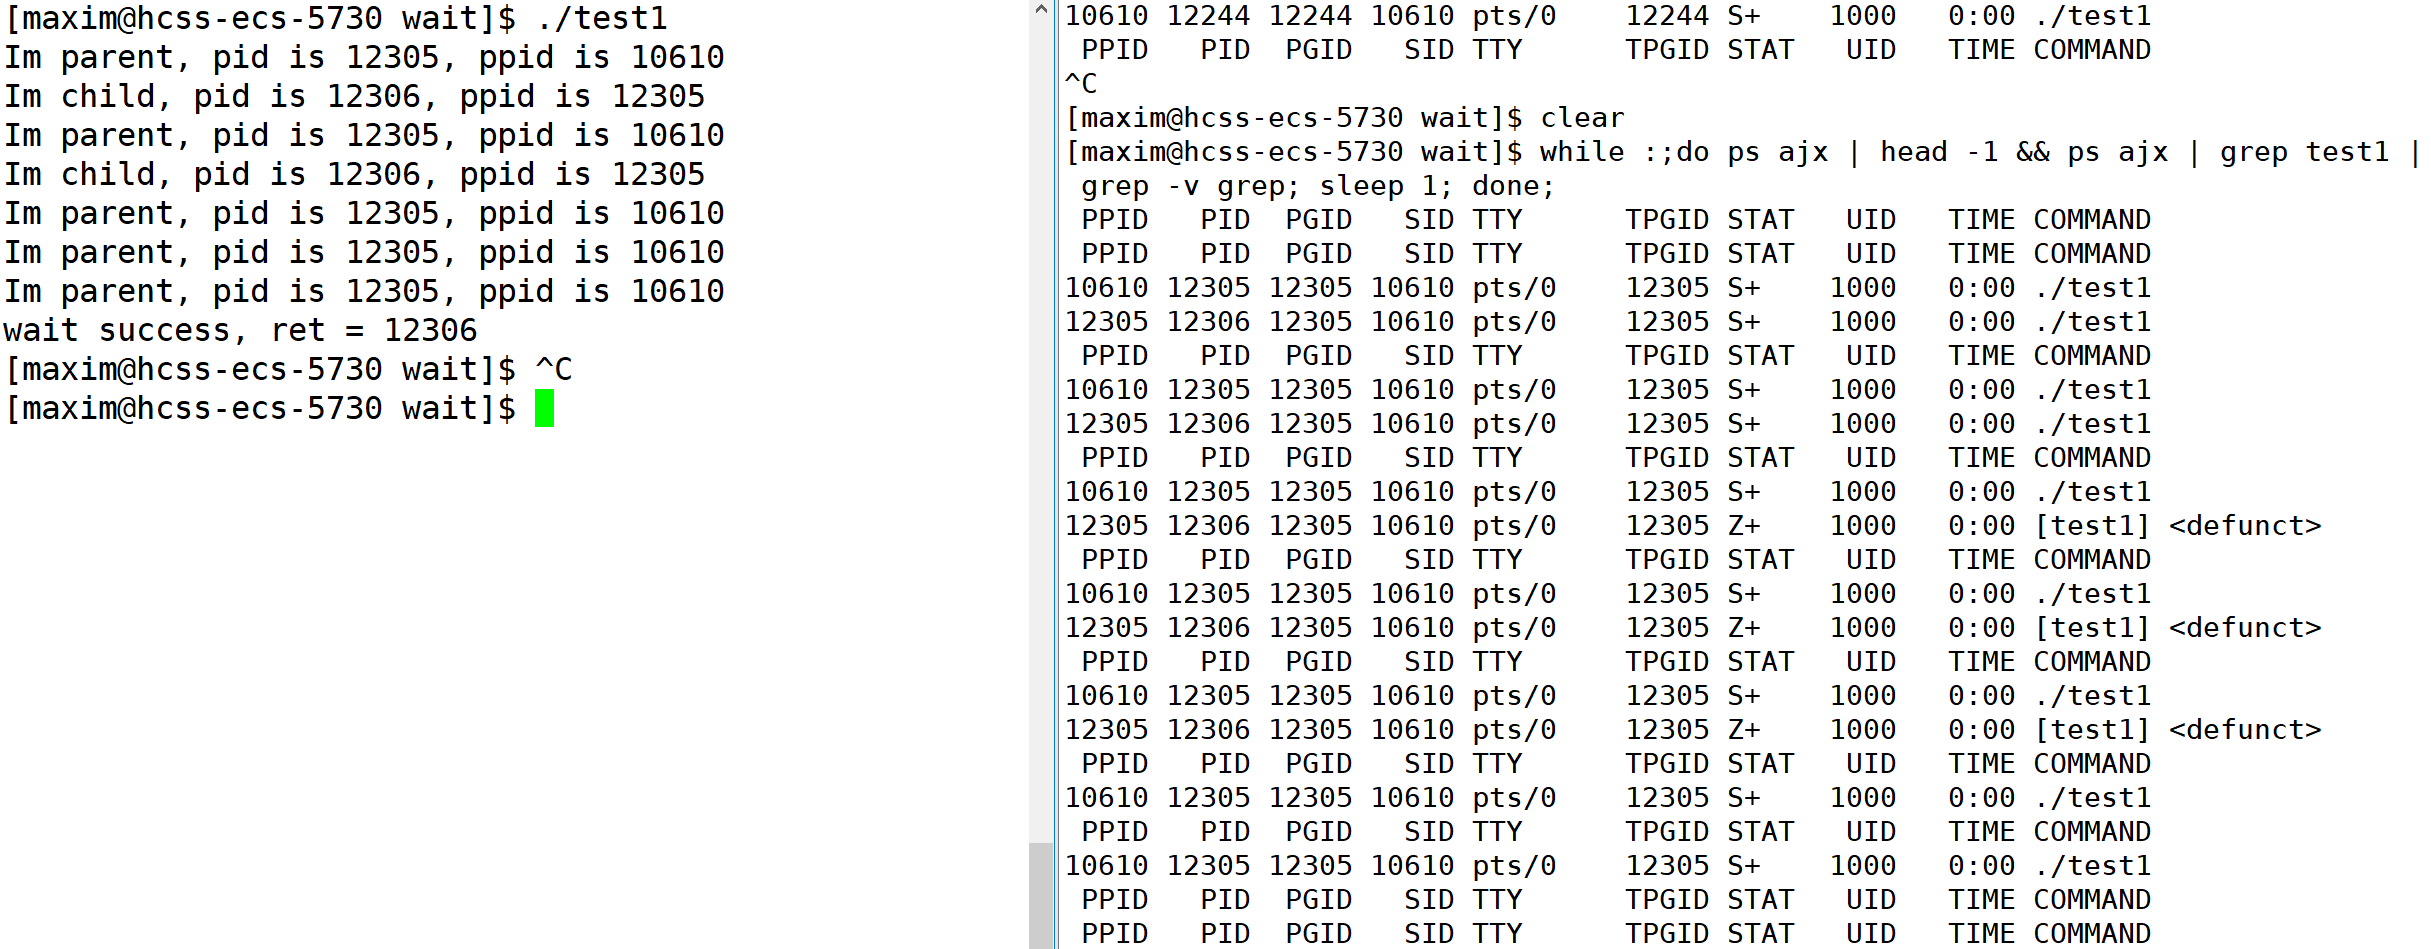 [maxim@hcss-ecs-5730 wait]$ ./test1
Im parent, pid is 12305, ppid is 10610
Im child, pid is 12306, ppid is 12305
Im parent, pid is 12305, ppid is 10610
Im child, pid is 12306, ppid is 12305
Im parent, pid is 12305, ppid is 10610
Im parent, pid is 12305, ppid is 10610
Im parent, pid is 12305, ppid is 10610
wait success, ret = 12306
[maxim@hcss-ecs-5730 wait]$ ^C
[maxim@hcss-ecs-5730 wait]$
10610 12244 12244 10610 pts/0    12244 S+    1000   0:00 ./test1
 PPID   PID  PGID   SID TTY      TPGID STAT   UID   TIME COMMAND
^C
[maxim@hcss-ecs-5730 wait]$ clear
[maxim@hcss-ecs-5730 wait]$ while :;do ps ajx | head -1 && ps ajx | grep test1 |
 grep -v grep; sleep 1; done;
 PPID   PID  PGID   SID TTY      TPGID STAT   UID   TIME COMMAND
 PPID   PID  PGID   SID TTY      TPGID STAT   UID   TIME COMMAND
10610 12305 12305 10610 pts/0    12305 S+    1000   0:00 ./test1
12305 12306 12305 10610 pts/0    12305 S+    1000   0:00 ./test1
 PPID   PID  PGID   SID TTY      TPGID STAT   UID   TIME COMMAND
10610 12305 12305 10610 pts/0    12305 S+    1000   0:00 ./test1
12305 12306 12305 10610 pts/0    12305 S+    1000   0:00 ./test1
 PPID   PID  PGID   SID TTY      TPGID STAT   UID   TIME COMMAND
10610 12305 12305 10610 pts/0    12305 S+    1000   0:00 ./test1
12305 12306 12305 10610 pts/0    12305 Z+    1000   0:00 [test1] <defunct>
 PPID   PID  PGID   SID TTY      TPGID STAT   UID   TIME COMMAND
10610 12305 12305 10610 pts/0    12305 S+    1000   0:00 ./test1
12305 12306 12305 10610 pts/0    12305 Z+    1000   0:00 [test1] <defunct>
 PPID   PID  PGID   SID TTY      TPGID STAT   UID   TIME COMMAND
10610 12305 12305 10610 pts/0    12305 S+    1000   0:00 ./test1
12305 12306 12305 10610 pts/0    12305 Z+    1000   0:00 [test1] <defunct>
 PPID   PID  PGID   SID TTY      TPGID STAT   UID   TIME COMMAND
10610 12305 12305 10610 pts/0    12305 S+    1000   0:00 ./test1
 PPID   PID  PGID   SID TTY      TPGID STAT   UID   TIME COMMAND
10610 12305 12305 10610 pts/0    12305 S+    1000   0:00 ./test1
 PPID   PID  PGID   SID TTY      TPGID STAT   UID   TIME COMMAND
 PPID   PID  PGID   SID TTY      TPGID STAT   UID   TIME COMMAND